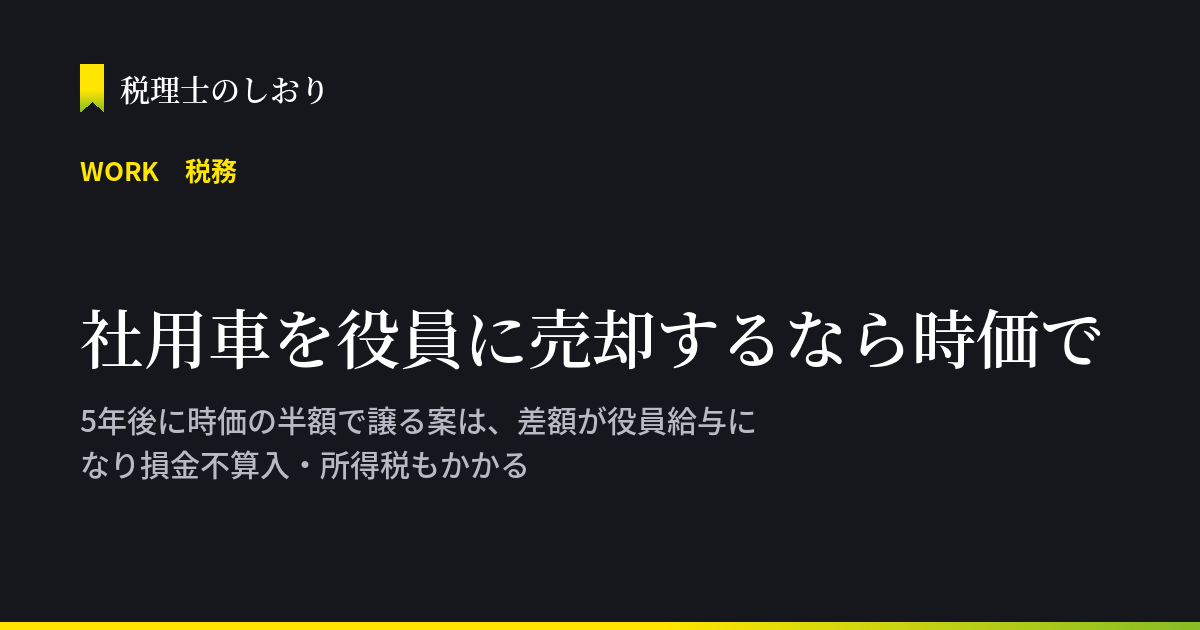 税理士のしおり
WORK 税務
社用車を役員に売却するなら時価で
5年後に時価の半額で譲る案は、差額が役員給与に
なり損金不算入・所得税もかかる